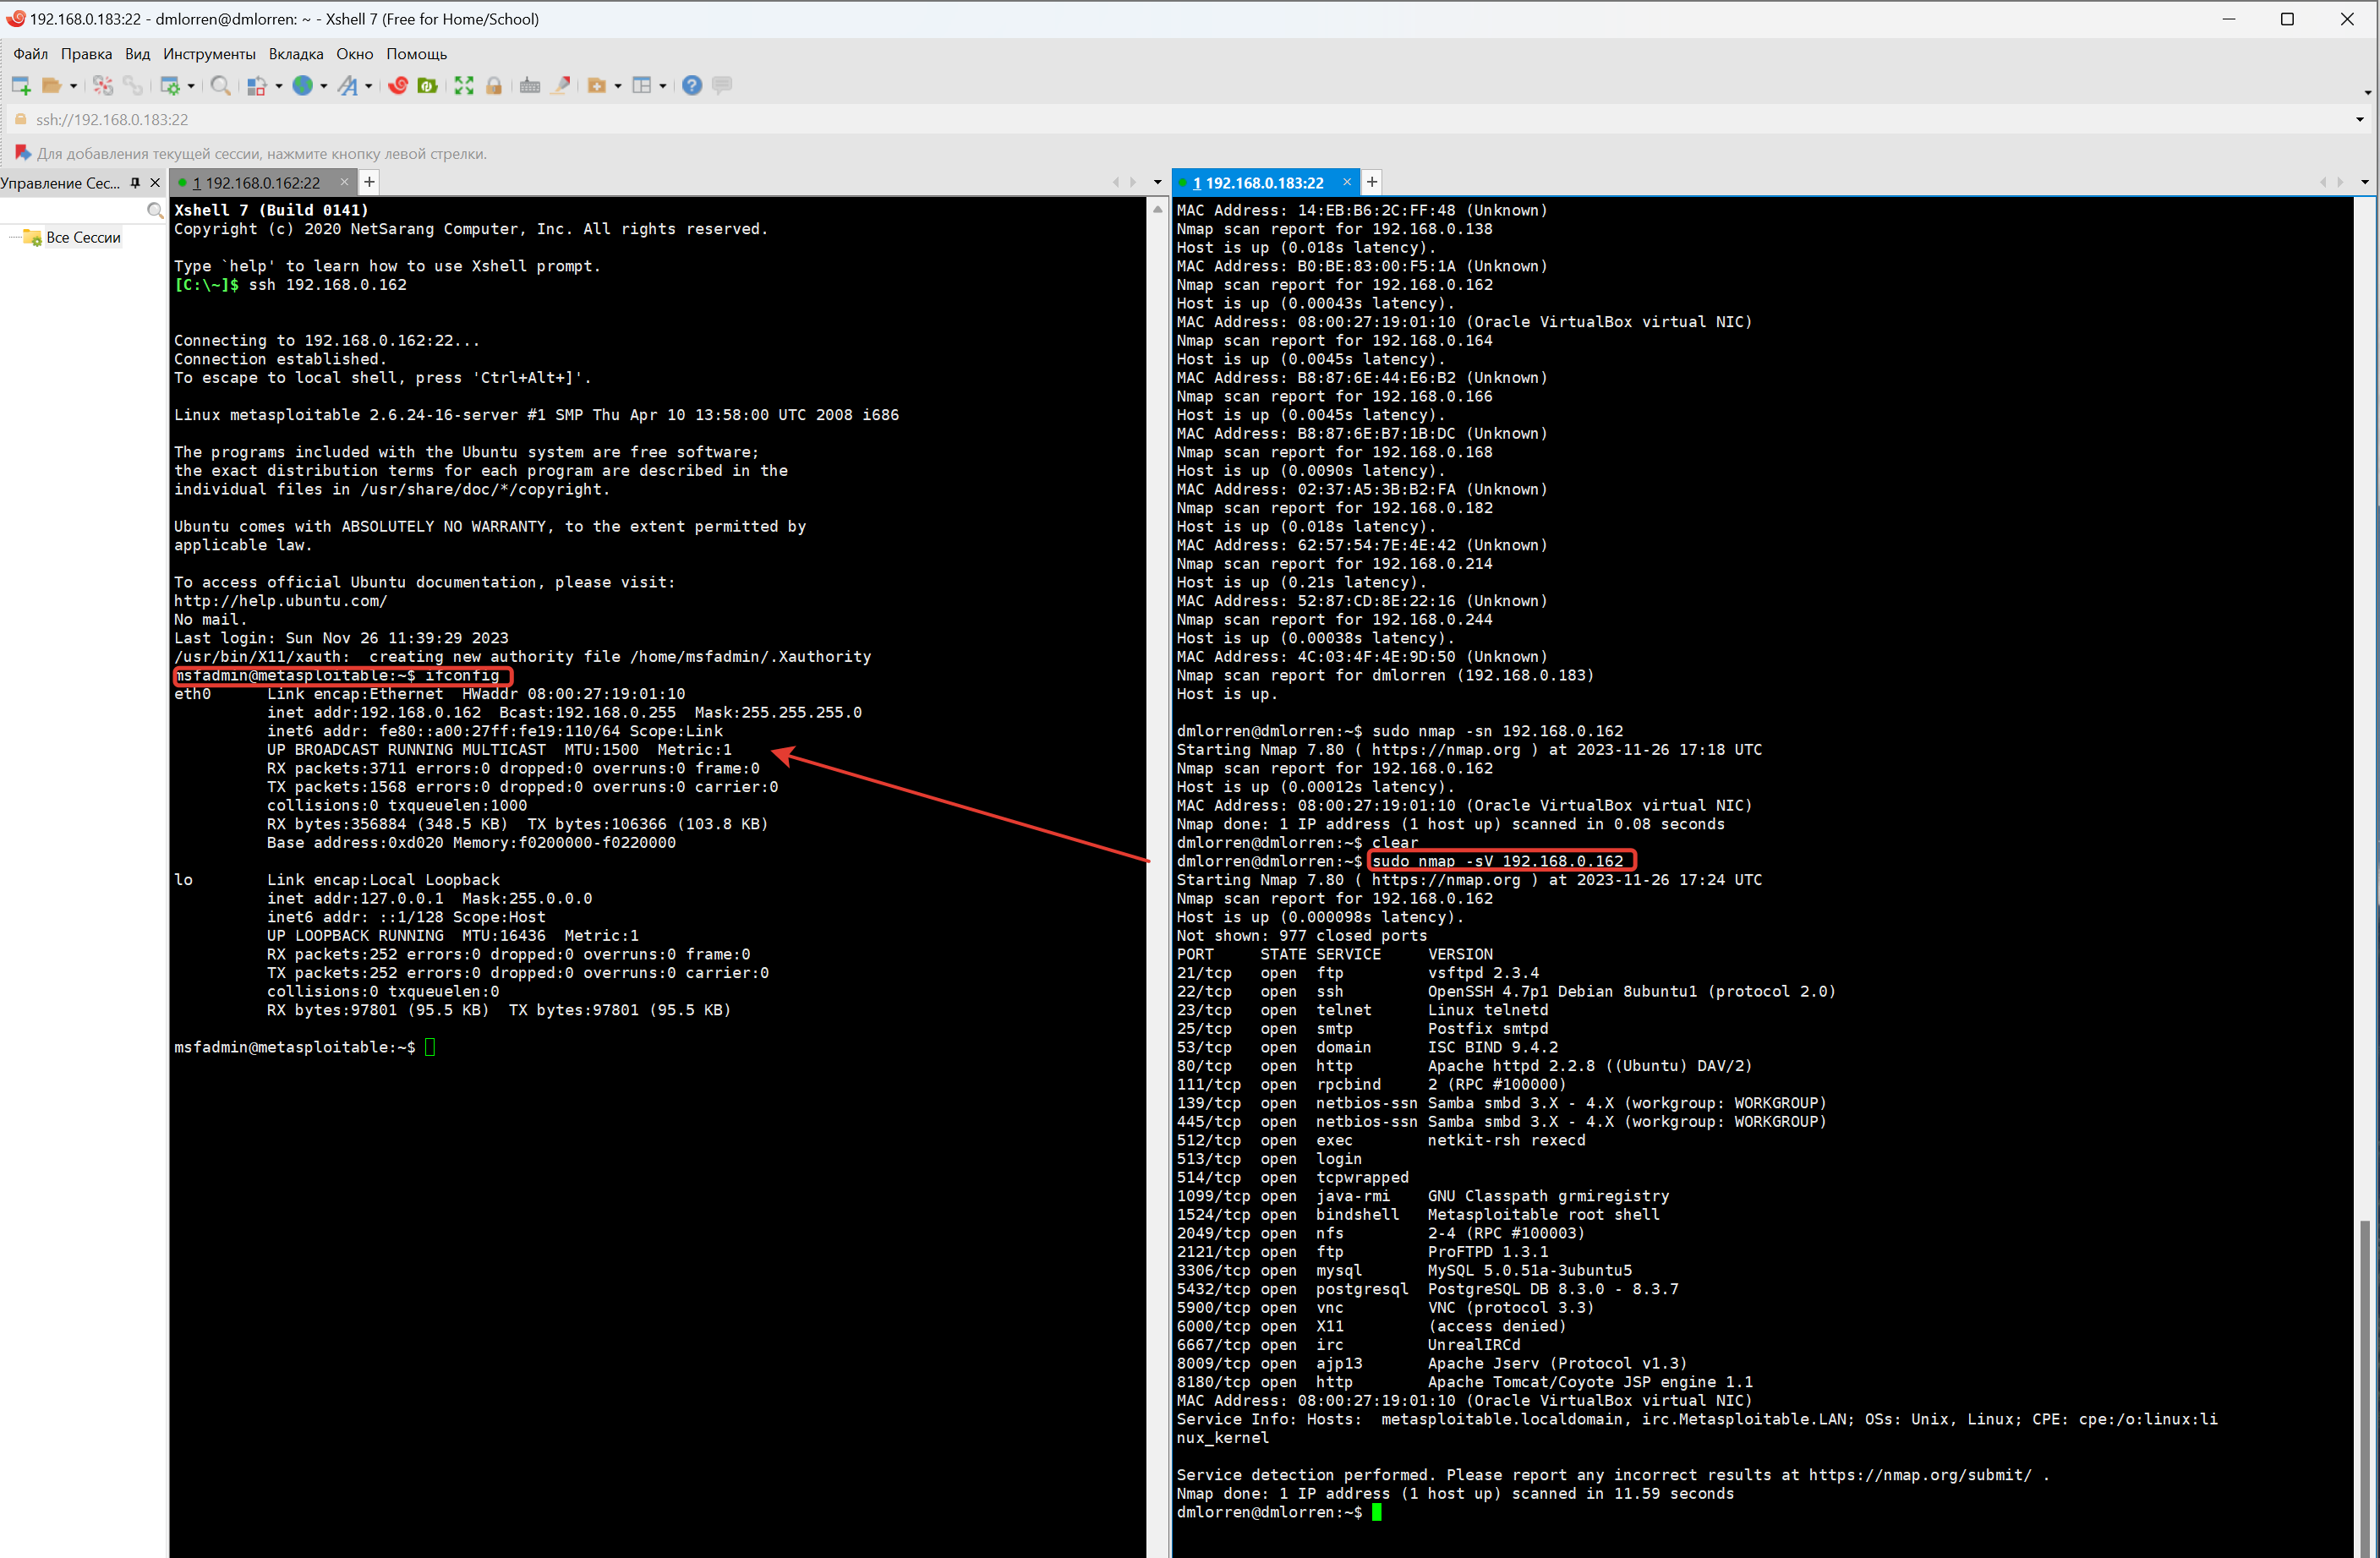 192.168.0.183:22 - dmlorren@dmlorren: ~ - Xshell 7 (Free for Home/School)
Файл Правка Вид Инструменты Вкладка Окно Помощь
ssh://192.168.0.183:22
Для добавления текущей сессии, нажмите кнопку левой стрелки.
Управление Сес...
Все Сессии
1 192.168.0.162:22
Xshell 7 (Build 0141)
Copyright (c) 2020 NetSarang Computer, Inc. All rights reserved.
Type `help' to learn how to use Xshell prompt.
[C:\~]$ ssh 192.168.0.162
Connecting to 192.168.0.162:22...
Connection established.
To escape to local shell, press 'Ctrl+Alt+]'.
Linux metasploitable 2.6.24-16-server #1 SMP Thu Apr 10 13:58:00 UTC 2008 i686
The programs included with the Ubuntu system are free software;
the exact distribution terms for each program are described in the
individual files in /usr/share/doc/*/copyright.
Ubuntu comes with ABSOLUTELY NO WARRANTY, to the extent permitted by
applicable law.
To access official Ubuntu documentation, please visit:
http://help.ubuntu.com/
No mail.
Last login: Sun Nov 26 11:39:29 2023
/usr/bin/X11/xauth:  creating new authority file /home/msfadmin/.Xauthority
msfadmin@metasploitable:~$ ifconfig
eth0      Link encap:Ethernet  HWaddr 08:00:27:19:01:10
inet addr:192.168.0.162  Bcast:192.168.0.255  Mask:255.255.255.0
inet6 addr: fe80::a00:27ff:fe19:110/64 Scope:Link
UP BROADCAST RUNNING MULTICAST  MTU:1500  Metric:1
RX packets:3711 errors:0 dropped:0 overruns:0 frame:0
TX packets:1568 errors:0 dropped:0 overruns:0 carrier:0
collisions:0 txqueuelen:1000
RX bytes:356884 (348.5 KB)  TX bytes:106366 (103.8 KB)
Base address:0xd020 Memory:f0200000-f0220000
lo        Link encap:Local Loopback
inet addr:127.0.0.1  Mask:255.0.0.0
inet6 addr: ::1/128 Scope:Host
UP LOOPBACK RUNNING  MTU:16436  Metric:1
RX packets:252 errors:0 dropped:0 overruns:0 frame:0
TX packets:252 errors:0 dropped:0 overruns:0 carrier:0
collisions:0 txqueuelen:0
RX bytes:97801 (95.5 KB)  TX bytes:97801 (95.5 KB)
msfadmin@metasploitable:~$
1 192.168.0.183:22
MAC Address: 14:EB:B6:2C:FF:48 (Unknown)
Nmap scan report for 192.168.0.138
Host is up (0.018s latency).
MAC Address: B0:BE:83:00:F5:1A (Unknown)
Nmap scan report for 192.168.0.162
Host is up (0.00043s latency).
MAC Address: 08:00:27:19:01:10 (Oracle VirtualBox virtual NIC)
Nmap scan report for 192.168.0.164
Host is up (0.0045s latency).
MAC Address: B8:87:6E:44:E6:B2 (Unknown)
Nmap scan report for 192.168.0.166
Host is up (0.0045s latency).
MAC Address: B8:87:6E:B7:1B:DC (Unknown)
Nmap scan report for 192.168.0.168
Host is up (0.0090s latency).
MAC Address: 02:37:A5:3B:B2:FA (Unknown)
Nmap scan report for 192.168.0.182
Host is up (0.018s latency).
MAC Address: 62:57:54:7E:4E:42 (Unknown)
Nmap scan report for 192.168.0.214
Host is up (0.21s latency).
MAC Address: 52:87:CD:8E:22:16 (Unknown)
Nmap scan report for 192.168.0.244
Host is up (0.00038s latency).
MAC Address: 4C:03:4F:4E:9D:50 (Unknown)
Nmap scan report for dmlorren (192.168.0.183)
Host is up.
dmlorren@dmlorren:~$ sudo nmap -sn 192.168.0.162
Starting Nmap 7.80 ( https://nmap.org ) at 2023-11-26 17:18 UTC
Nmap scan report for 192.168.0.162
Host is up (0.00012s latency).
MAC Address: 08:00:27:19:01:10 (Oracle VirtualBox virtual NIC)
Nmap done: 1 IP address (1 host up) scanned in 0.08 seconds
dmlorren@dmlorren:~$ clear
dmlorren@dmlorren:~$ sudo nmap -sV 192.168.0.162
Starting Nmap 7.80 ( https://nmap.org ) at 2023-11-26 17:24 UTC
Nmap scan report for 192.168.0.162
Host is up (0.000098s latency).
Not shown: 977 closed ports
PORT     STATE SERVICE     VERSION
21/tcp   open  ftp         vsftpd 2.3.4
22/tcp   open  ssh         OpenSSH 4.7p1 Debian 8ubuntu1 (protocol 2.0)
23/tcp   open  telnet      Linux telnetd
25/tcp   open  smtp        Postfix smtpd
53/tcp   open  domain      ISC BIND 9.4.2
80/tcp   open  http        Apache httpd 2.2.8 ((Ubuntu) DAV/2)
111/tcp  open  rpcbind     2 (RPC #100000)
139/tcp  open  netbios-ssn Samba smbd 3.X - 4.X (workgroup: WORKGROUP)
445/tcp  open  netbios-ssn Samba smbd 3.X - 4.X (workgroup: WORKGROUP)
512/tcp  open  exec        netkit-rsh rexecd
513/tcp  open  login
514/tcp  open  tcpwrapped
1099/tcp open  java-rmi    GNU Classpath grmiregistry
1524/tcp open  bindshell   Metasploitable root shell
2049/tcp open  nfs         2-4 (RPC #100003)
2121/tcp open  ftp         ProFTPD 1.3.1
3306/tcp open  mysql       MySQL 5.0.51a-3ubuntu5
5432/tcp open  postgresql  PostgreSQL DB 8.3.0 - 8.3.7
5900/tcp open  vnc         VNC (protocol 3.3)
6000/tcp open  X11         (access denied)
6667/tcp open  irc         UnrealIRCd
8009/tcp open  ajp13       Apache Jserv (Protocol v1.3)
8180/tcp open  http        Apache Tomcat/Coyote JSP engine 1.1
MAC Address: 08:00:27:19:01:10 (Oracle VirtualBox virtual NIC)
Service Info: Hosts:  metasploitable.localdomain, irc.Metasploitable.LAN; OSs: Unix, Linux; CPE: cpe:/o:linux:li
nux_kernel
Service detection performed. Please report any incorrect results at https://nmap.org/submit/ .
Nmap done: 1 IP address (1 host up) scanned in 11.59 seconds
dmlorren@dmlorren:~$